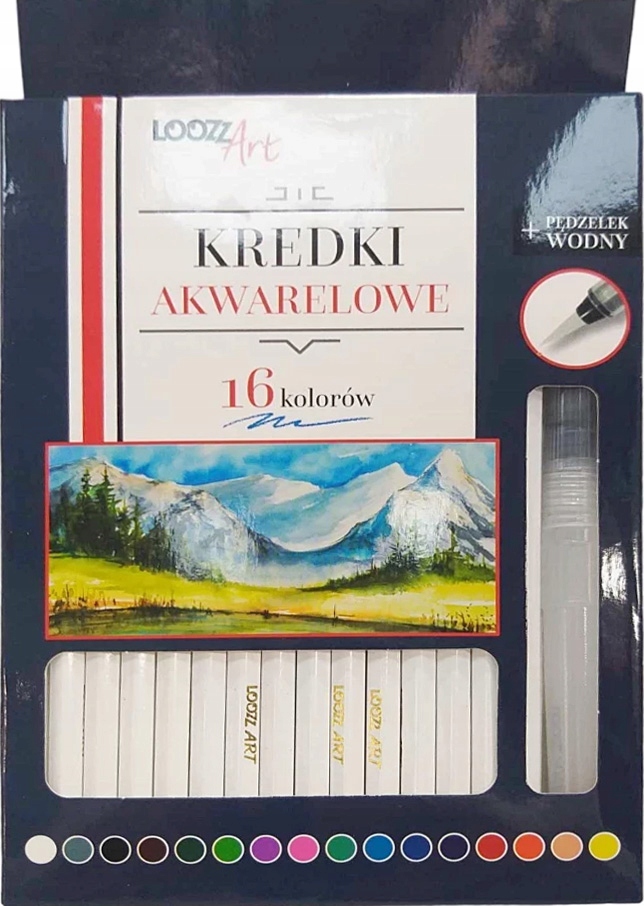 LOOZZ Art
KREDKI
AKWARELOWE
16 kolorów
+ PĘDZELEK
WODNY
LOOZZ ART
LOOZZ ART
LOOZZ ART